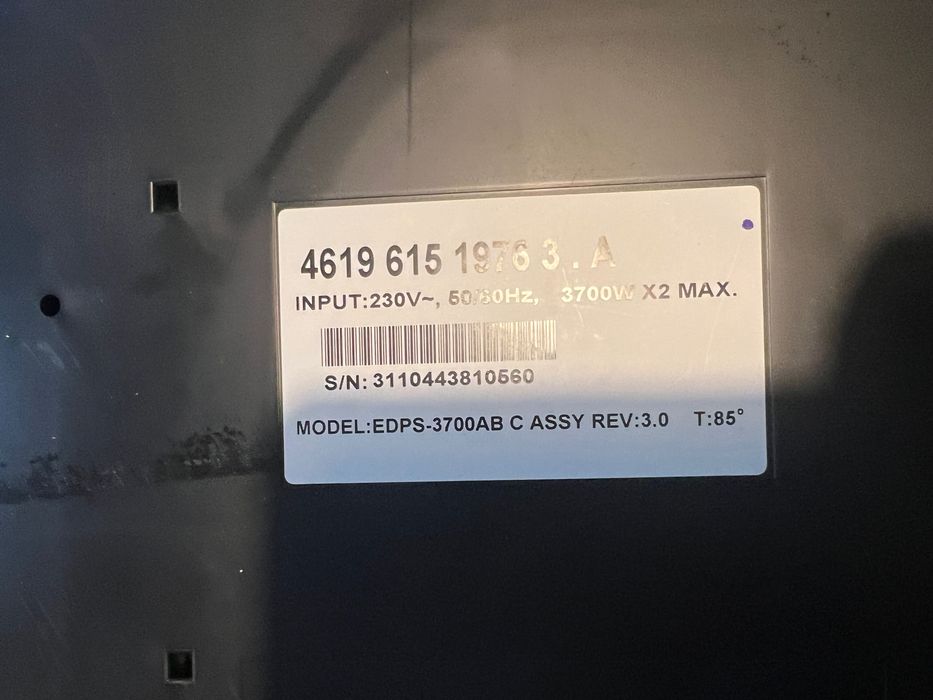 4619 615 1976 3 . A
INPUT:230V~, 50/60Hz, 3700W X2 MAX.
S/N: 3110443810560
MODEL:EDPS-3700AB C ASSY REV:3.0 T:85°